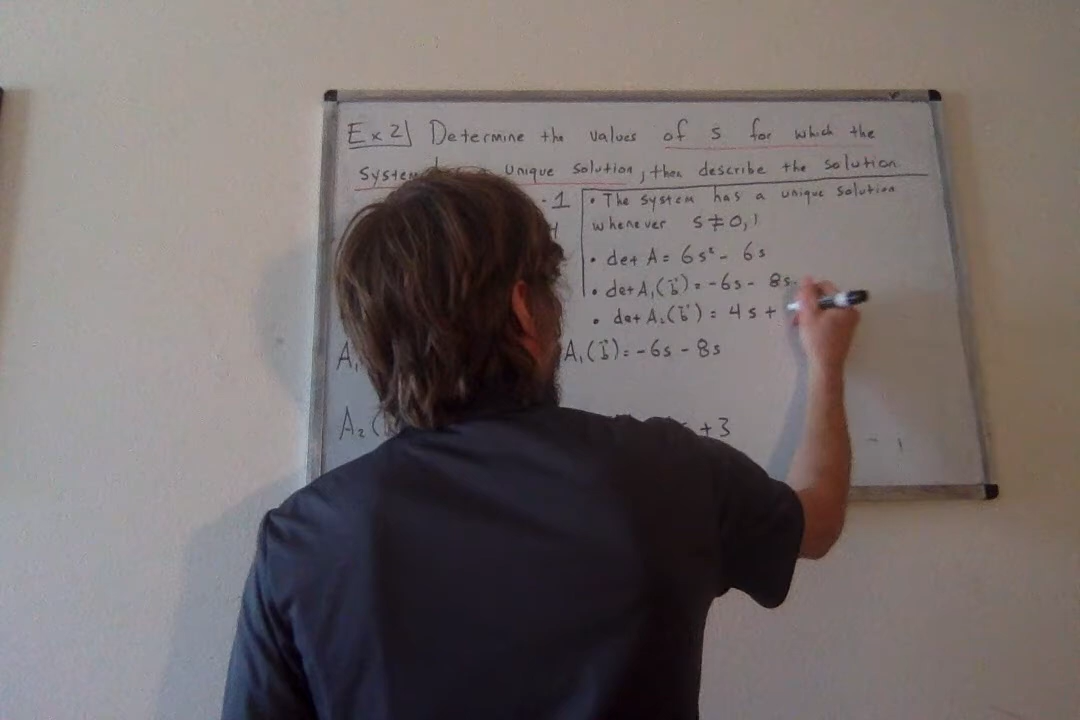 Ex 2] Determine the values of s for which the
system unique solution, then describe the solution.
-1
• The system has a unique solution
whenever s ≠ 0, 1
• det A = 6s² - 6s
• det A₁(b⃗) = -6s - 8s
• det A₂(b⃗) = 4s +
A₁(b⃗) = -6s - 8s
A₂( + 3